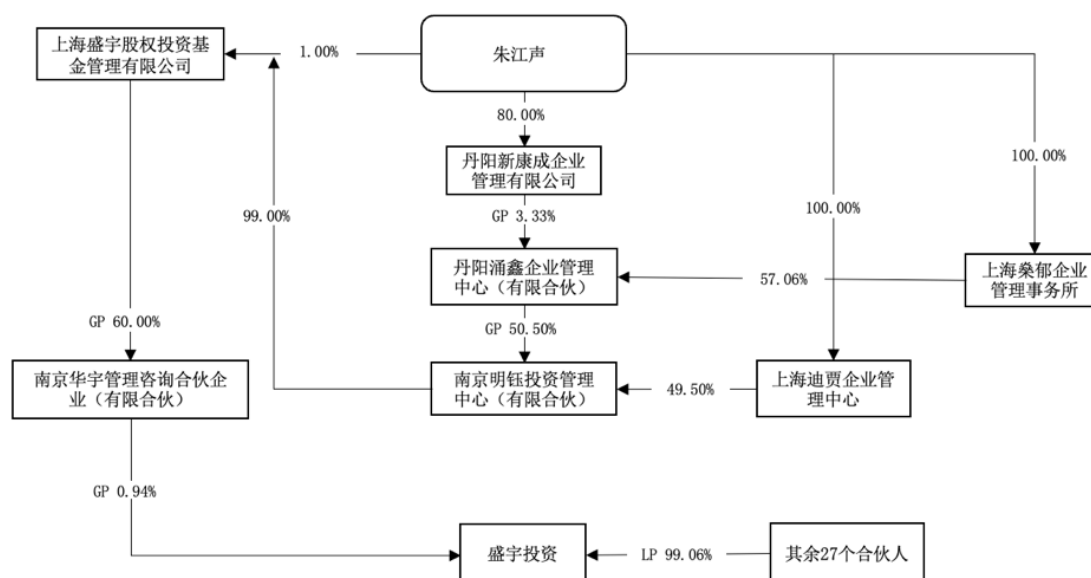 上海盛宇股权投资基
金管理有限公司
1.00%
朱江声
80.00%
丹阳新康成企业
管理有限公司
100.00%
99.00%
GP 3.33%
100.00%
丹阳涌鑫企业管理
中心（有限合伙）
57.06%
上海燊郁企业
管理事务所
GP 60.00%
GP 50.50%
南京华宇管理咨询合伙企
业（有限合伙）
南京明钰投资管理
中心（有限合伙）
49.50%
上海迪贾企业管
理中心
GP 0.94%
盛宇投资
LP 99.06%
其余27个合伙人